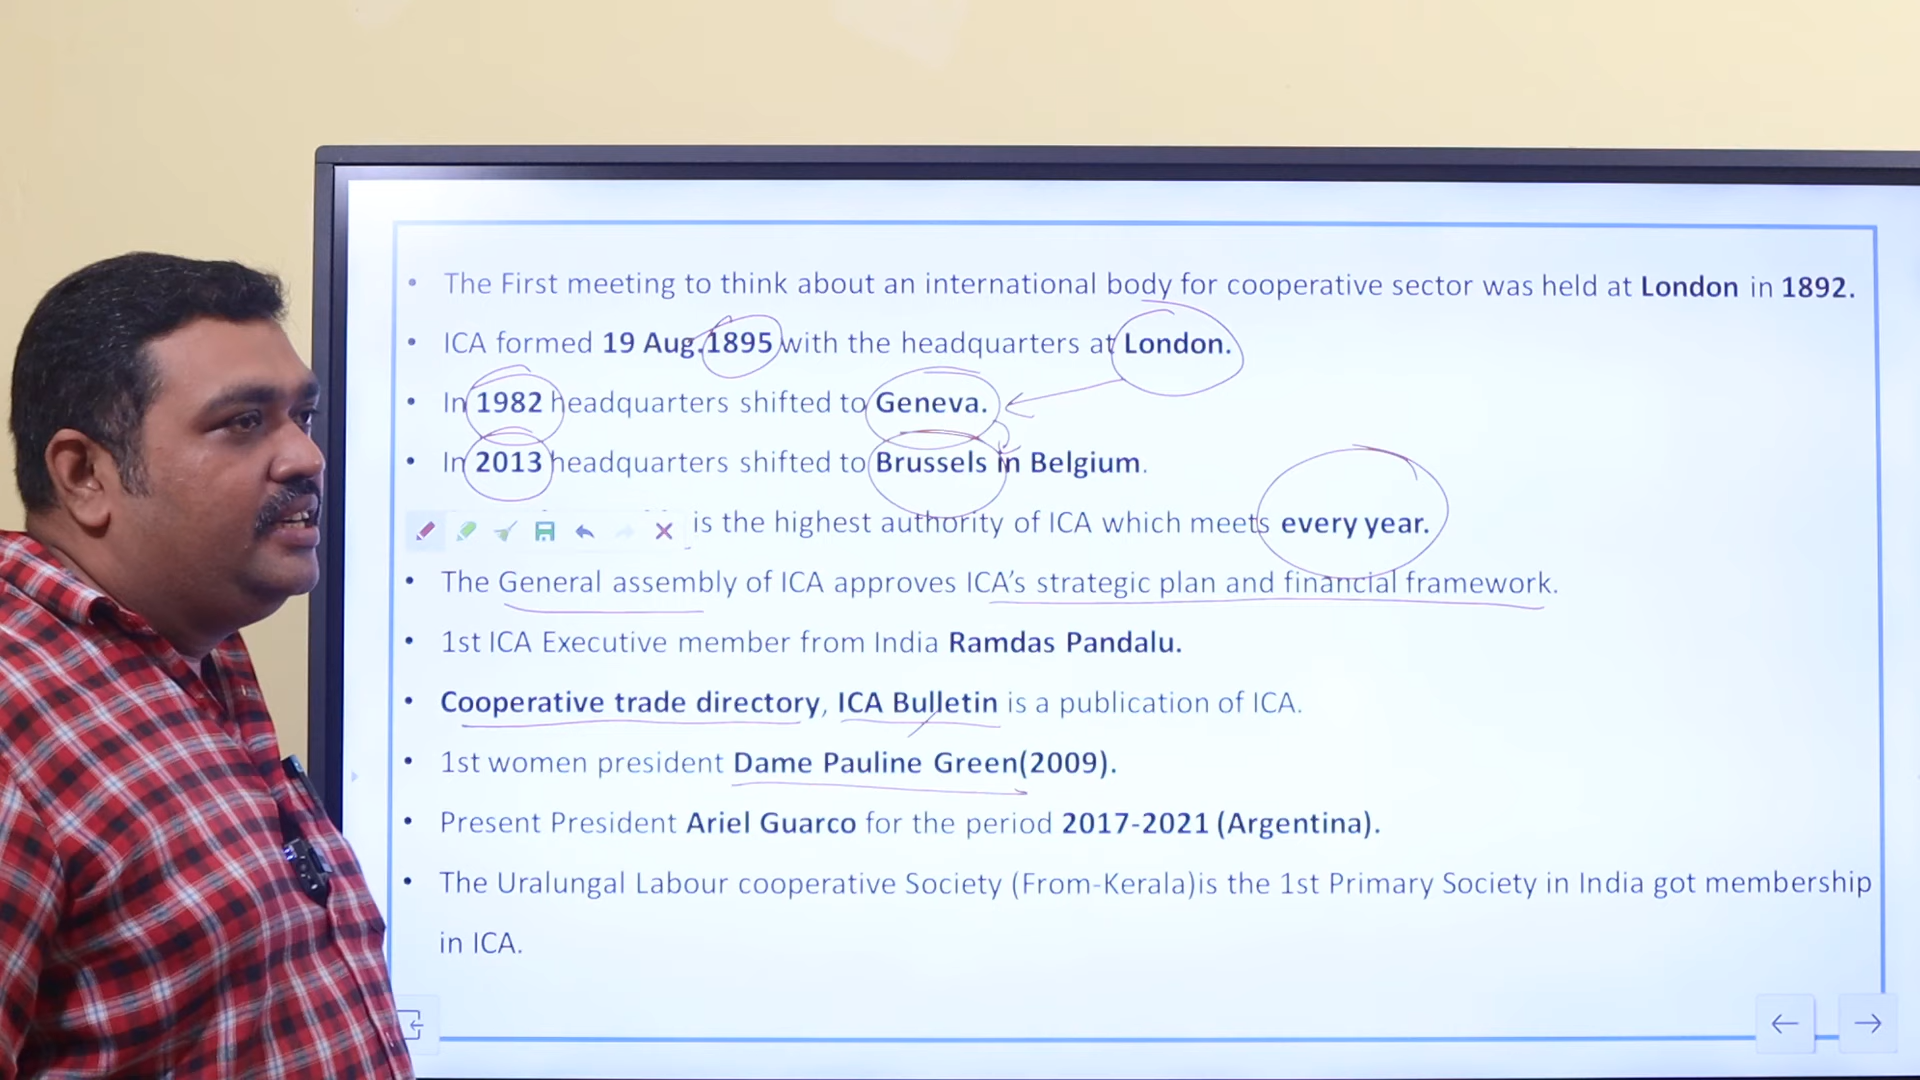 • The First meeting to think about an international body for cooperative sector was held at London in 1892.
• ICA formed 19 Aug.1895 with the headquarters at London.
• In 1982 headquarters shifted to Geneva.
• In 2013 headquarters shifted to Brussels in Belgium.
is the highest authority of ICA which meets every year.
• The General assembly of ICA approves ICA’s strategic plan and financial framework.
• 1st ICA Executive member from India Ramdas Pandalu.
• Cooperative trade directory, ICA Bulletin is a publication of ICA.
• 1st women president Dame Pauline Green(2009).
• Present President Ariel Guarco for the period 2017-2021 (Argentina).
• The Uralungal Labour cooperative Society (From-Kerala)is the 1st Primary Society in India got membership
in ICA.